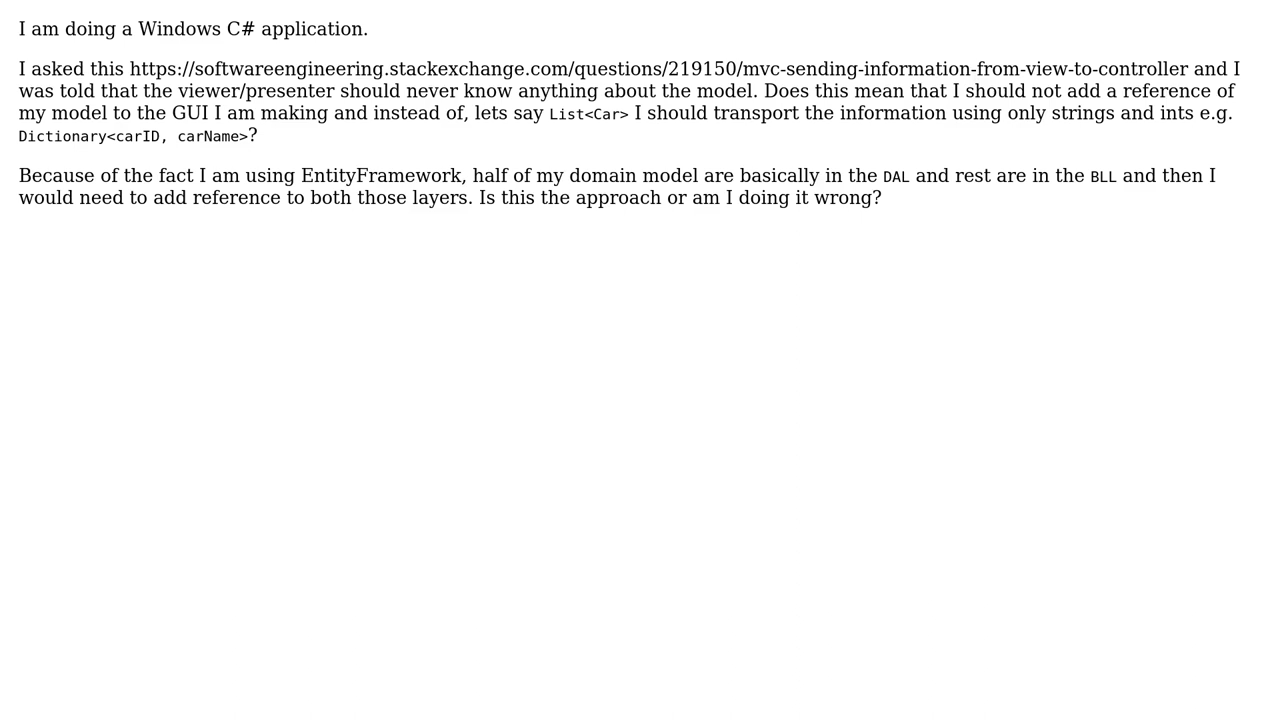 I am doing a Windows C# application.
I asked this https://softwareengineering.stackexchange.com/questions/219150/mvc-sending-information-from-view-to-controller and I
was told that the viewer/presenter should never know anything about the model. Does this mean that I should not add a reference of
my model to the GUI I am making and instead of, lets say List<Car> I should transport the information using only strings and ints e.g.
Dictionary<carID, carName>?
Because of the fact I am using EntityFramework, half of my domain model are basically in the DAL and rest are in the BLL and then I
would need to add reference to both those layers. Is this the approach or am I doing it wrong?